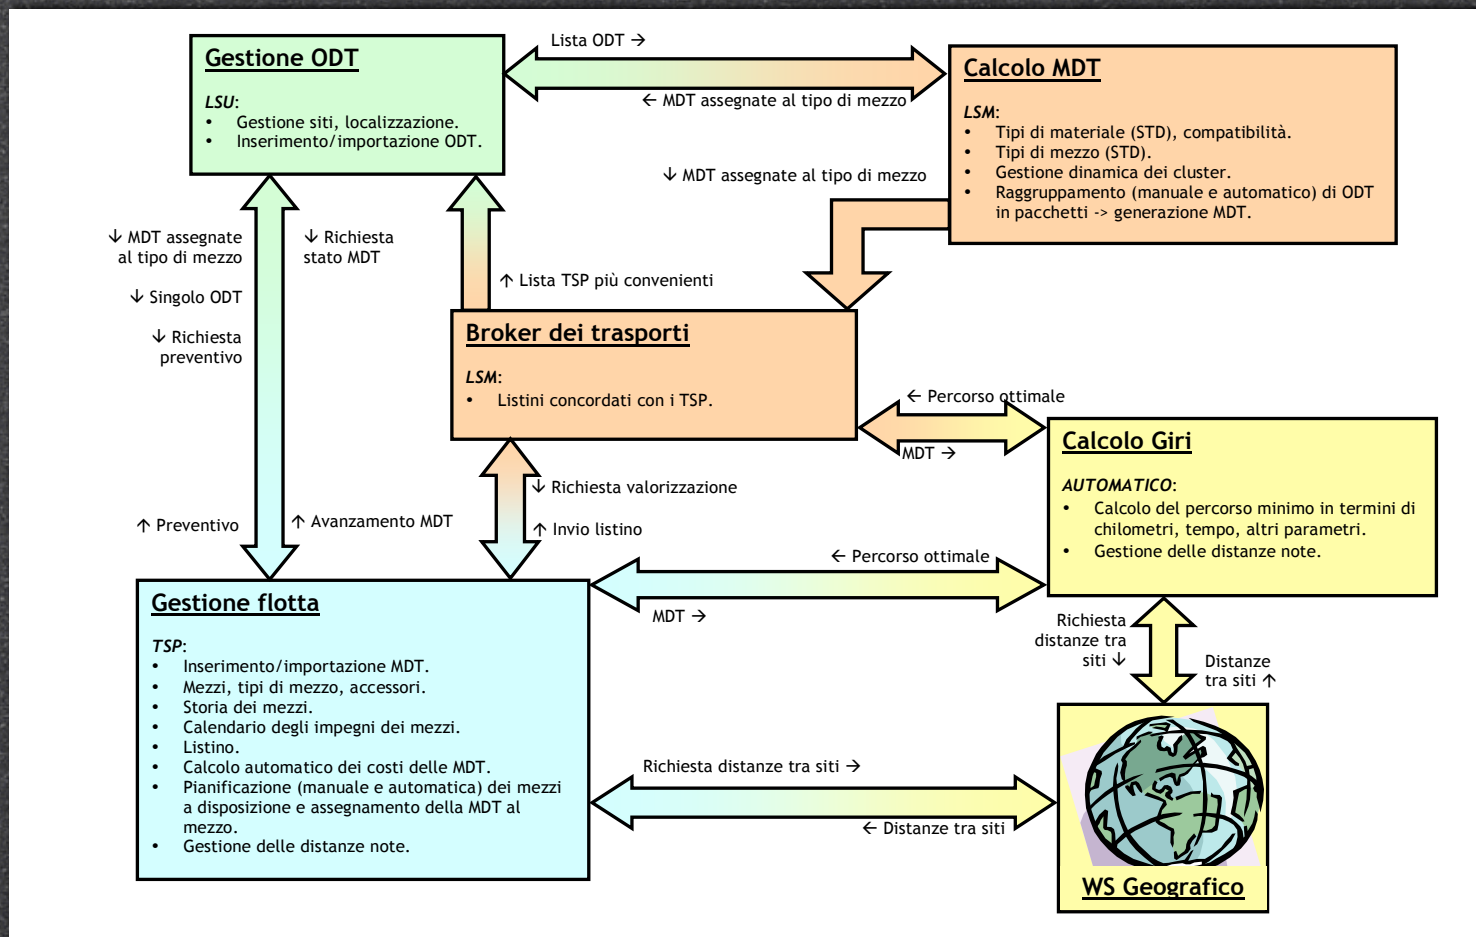 Gestione ODT
LSU:
• Gestione siti, localizzazione.
• Inserimento/importazione ODT.
Lista ODT →
← MDT assegnate al tipo di mezzo
Calcolo MDT
LSM:
• Tipi di materiale (STD), compatibilità.
• Tipi di mezzo (STD).
• Gestione dinamica dei cluster.
• Raggruppamento (manuale e automatico) di ODT
in pacchetti -> generazione MDT.
↓ MDT assegnate al tipo di mezzo
↓ MDT assegnate
al tipo di mezzo
↓ Singolo ODT
↓ Richiesta
preventivo
↓ Richiesta
stato MDT
↑ Lista TSP più convenienti
Broker dei trasporti
LSM:
• Listini concordati con i TSP.
← Percorso ottimale
MDT →
Calcolo Giri
AUTOMATICO:
• Calcolo del percorso minimo in termini di
chilometri, tempo, altri parametri.
• Gestione delle distanze note.
↑ Preventivo
↑ Avanzamento MDT
↓ Richiesta valorizzazione
↑ Invio listino
← Percorso ottimale
MDT →
Gestione flotta
TSP:
• Inserimento/importazione MDT.
• Mezzi, tipi di mezzo, accessori.
• Storia dei mezzi.
• Calendario degli impegni dei mezzi.
• Listino.
• Calcolo automatico dei costi delle MDT.
• Pianificazione (manuale e automatica) dei mezzi
a disposizione e assegnamento della MDT al
mezzo.
• Gestione delle distanze note.
Richiesta
distanze tra
siti ↓
Distanze
tra siti ↑
Richiesta distanze tra siti →
← Distanze tra siti
WS Geografico